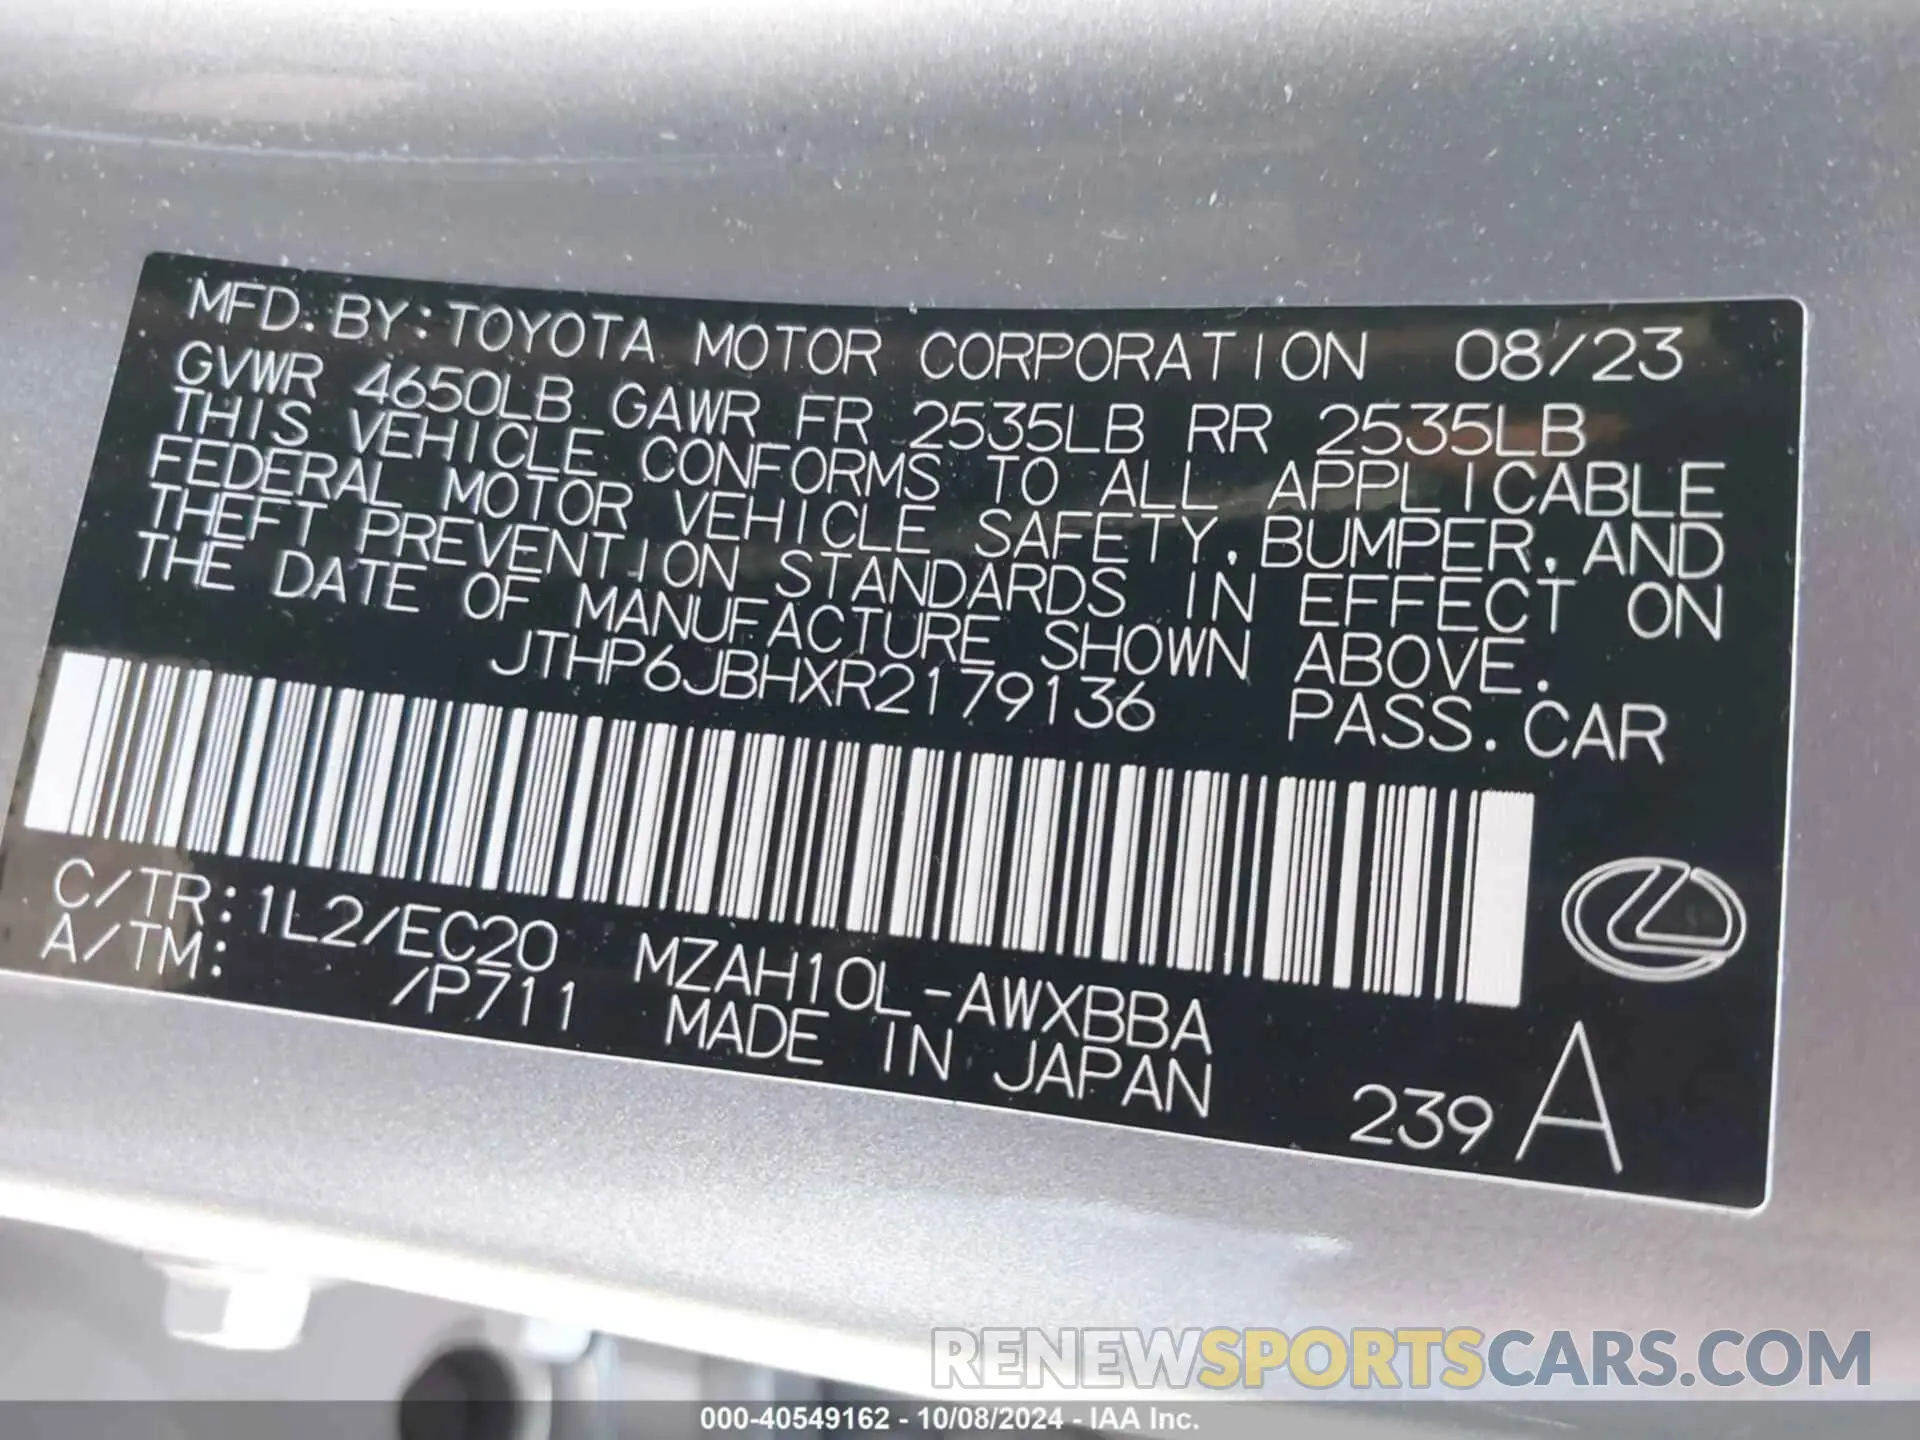 MFD. BY: TOYOTA MOTOR CORPORATION 08/23
GVWR 4650LB GAWR FR 2535LB RR 2535LB
THIS VEHICLE CONFORMS TO ALL APPLICABLE
FEDERAL MOTOR VEHICLE SAFETY, BUMPER, AND
THEFT PREVENTION STANDARDS IN EFFECT ON
THE DATE OF MANUFACTURE SHOWN ABOVE.
JTHP6JBHXR2179136 PASS. CAR
C/TR: 1L2/EC20 MZAH10L-AWXBBA
A/TM: /P711 MADE IN JAPAN
239 A
RENEWSPORTSCARS.COM
000-40549162 - 10/08/2024 - IAA Inc.